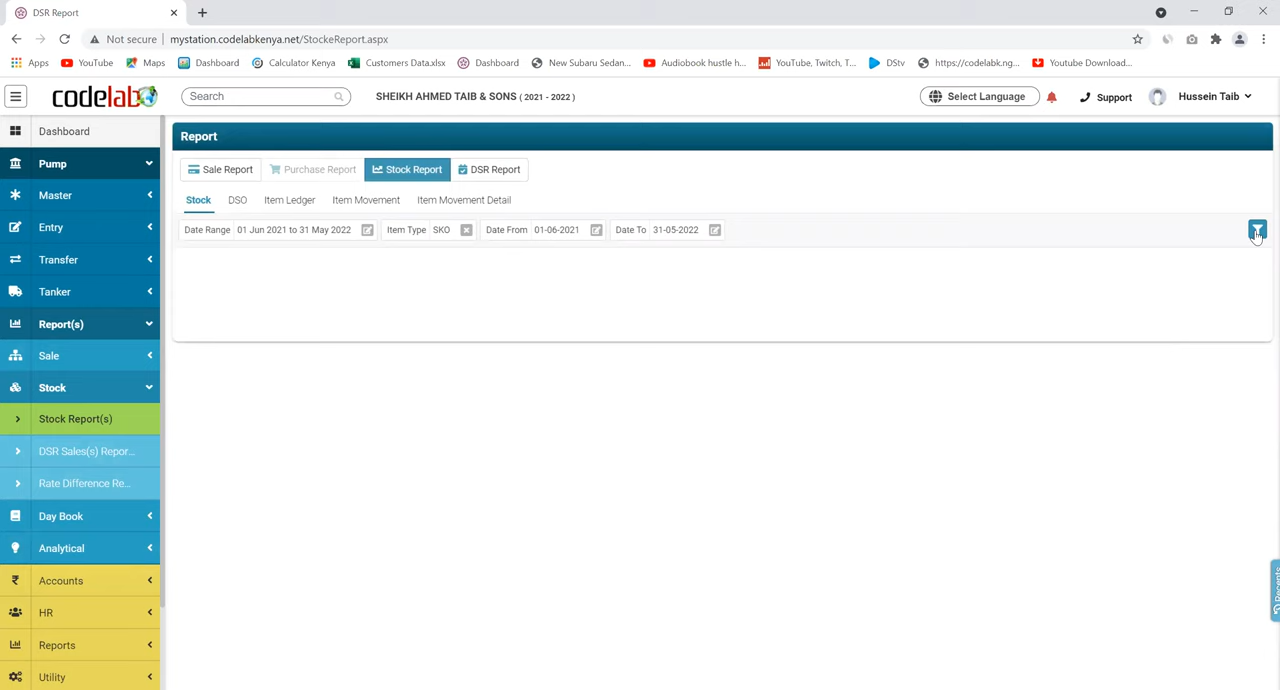 DSR Report
Not secure | mystation.codelabkenya.net/StockeReport.aspx
Apps YouTube Maps Dashboard Calculator Kenya Customers Data.xlsx Dashboard New Subaru Sedan... Audiobook hustle h... YouTube, Twitch, T... DStv https://codelabk.ng... Youtube Download...
codelab Search SHEIKH AHMED TAIB & SONS ( 2021 - 2022 ) Select Language Support Hussein Taib
Dashboard
Pump
Master
Entry
Transfer
Tanker
Report(s)
Sale
Stock
Stock Report(s)
DSR Sales(s) Repor...
Rate Difference Re...
Day Book
Analytical
Accounts
HR
Reports
Utility
Report
Sale Report Purchase Report Stock Report DSR Report
Stock DSO Item Ledger Item Movement Item Movement Detail
Date Range 01 Jun 2021 to 31 May 2022 Item Type SKO Date From 01-06-2021 Date To 31-05-2022
Recents